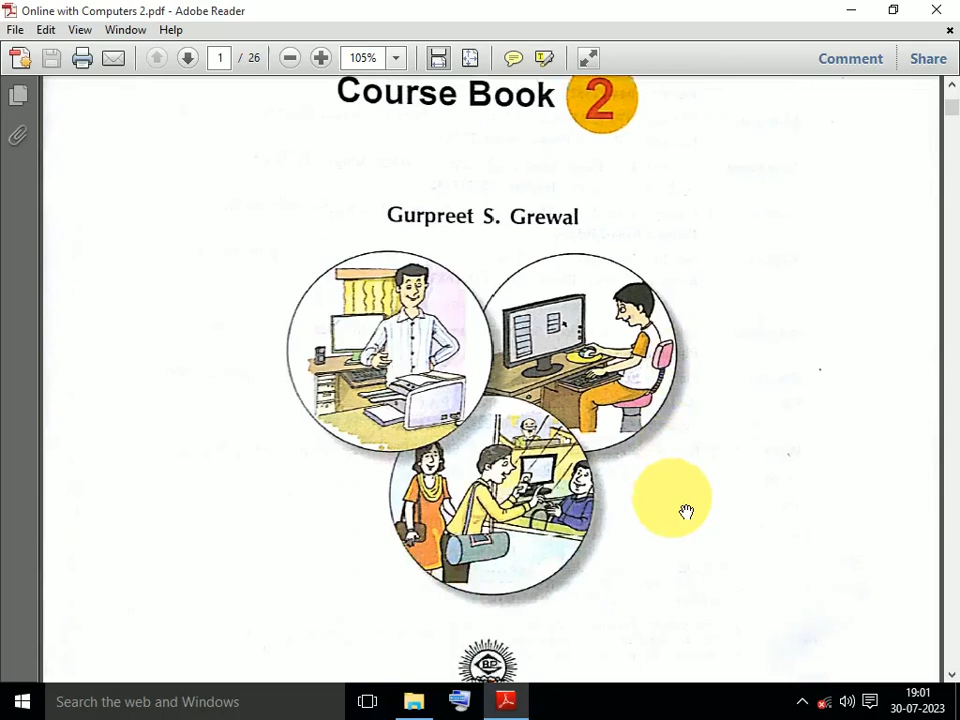 Online with Computers 2.pdf - Adobe Reader
File Edit View Window Help
1 / 26 105% Comment Share
Course Book 2
Gurpreet S. Grewal
Search the web and Windows
19:01
30-07-2023